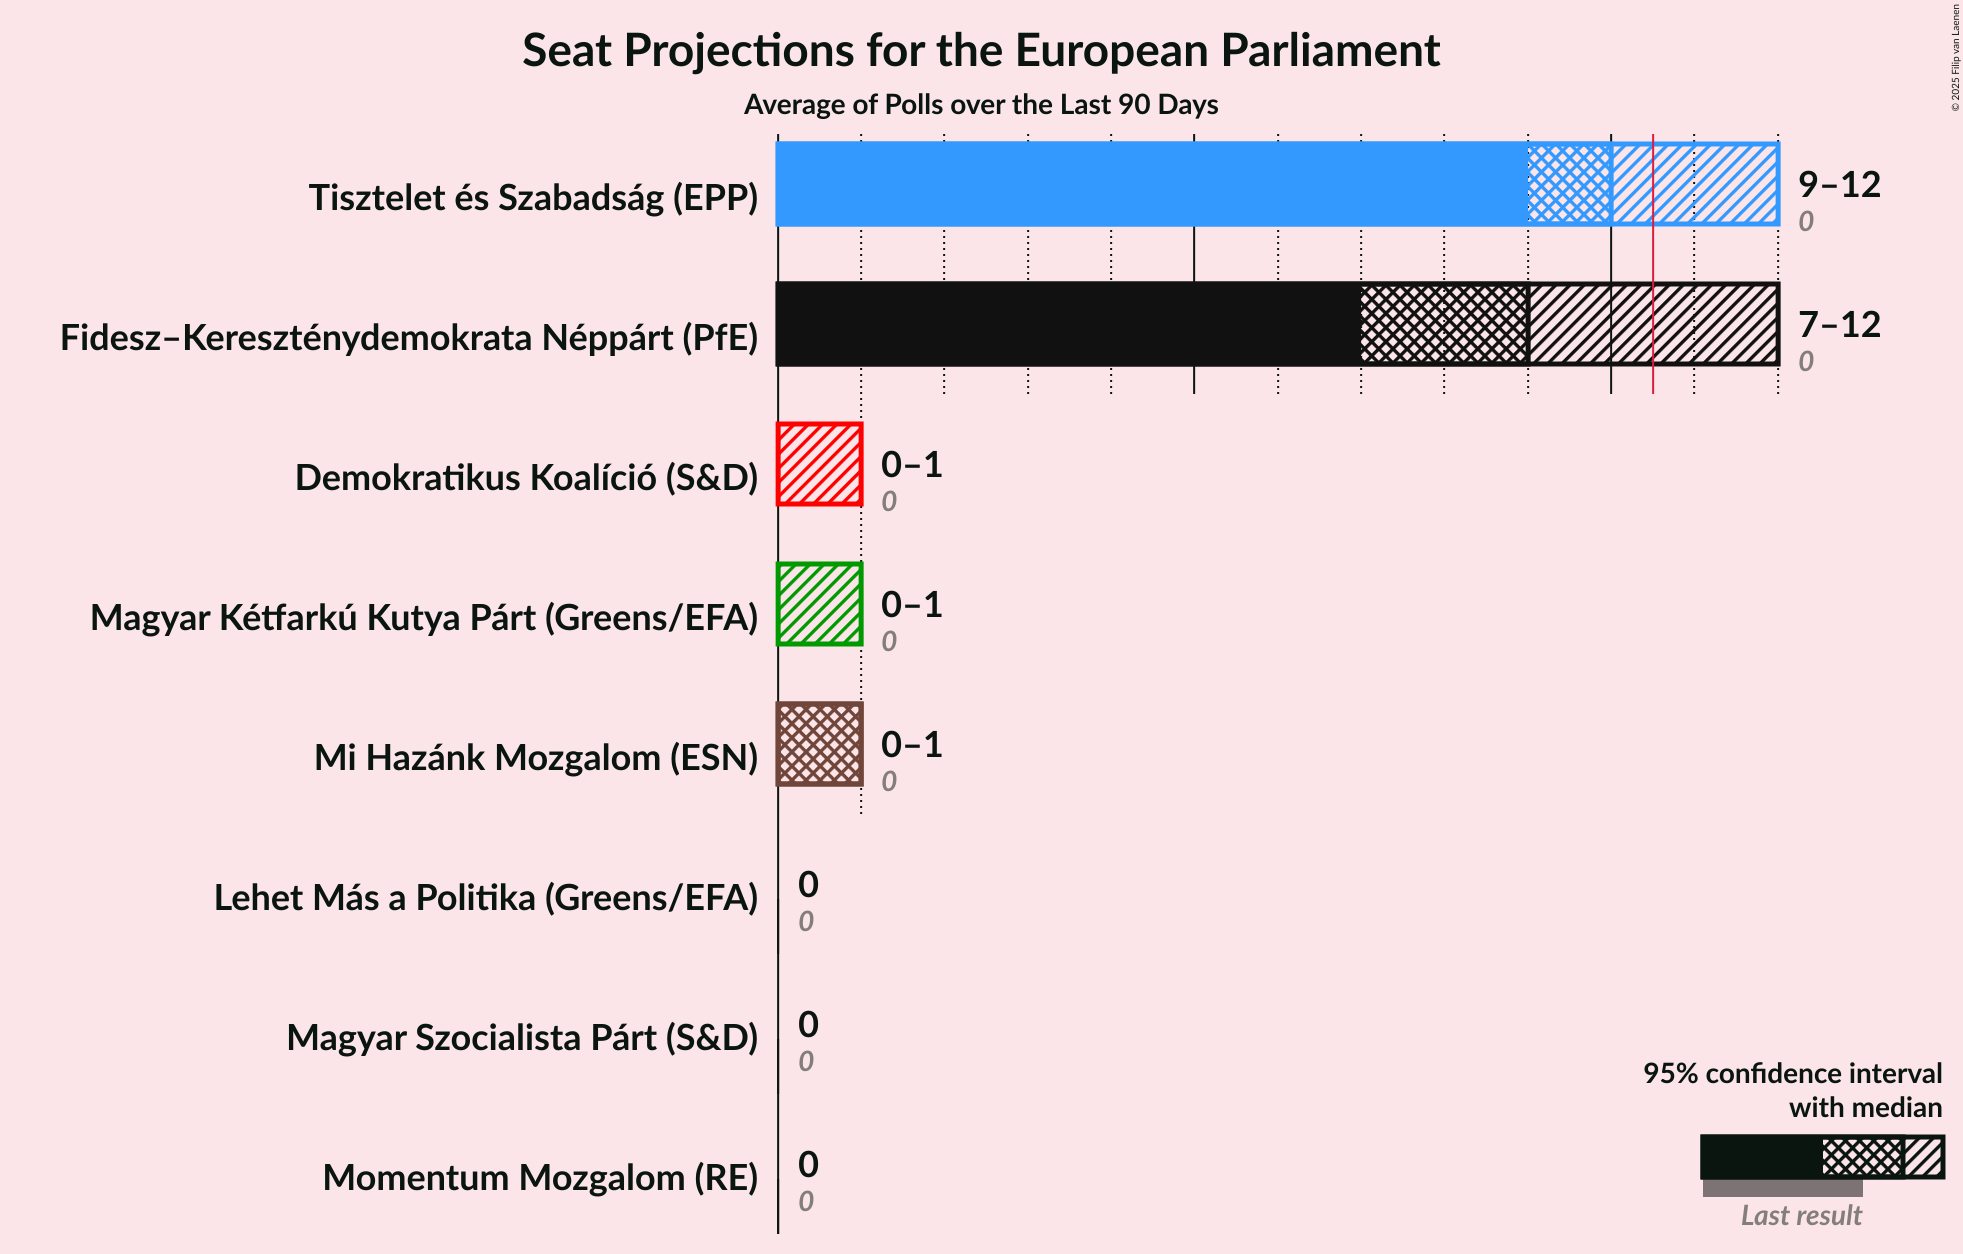 Seat Projections for the European Parliament
Average of Polls over the Last 90 Days
© 2025 Filip van Laenen
Tisztelet és Szabadság (EPP)
9–12
0
Fidesz–Kereszténydemokrata Néppárt (PfE)
7–12
0
Demokratikus Koalíció (S&D)
0–1
0
Magyar Kétfarkú Kutya Párt (Greens/EFA)
0–1
0
Mi Hazánk Mozgalom (ESN)
0–1
0
Lehet Más a Politika (Greens/EFA)
0
0
Magyar Szocialista Párt (S&D)
0
0
Momentum Mozgalom (RE)
0
0
95% confidence interval
with median
Last result